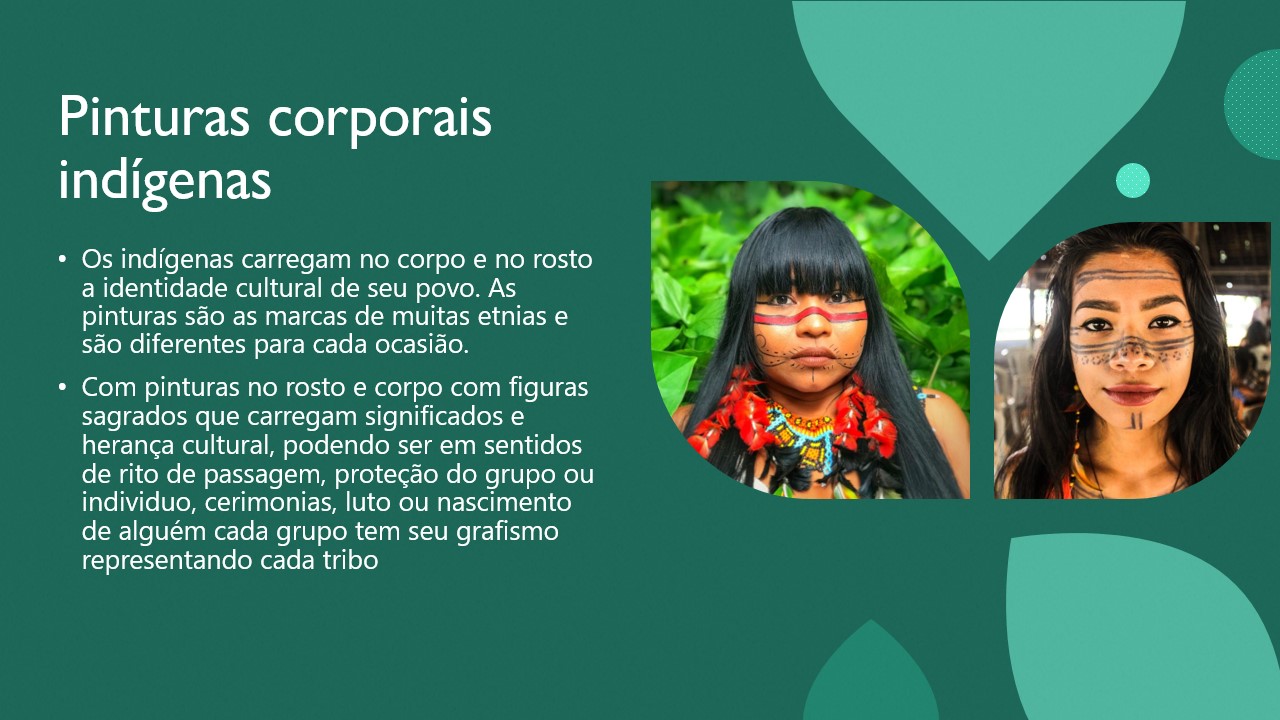 Pinturas corporais
indígenas
• Os indígenas carregam no corpo e no rosto
a identidade cultural de seu povo. As
pinturas são as marcas de muitas etnias e
são diferentes para cada ocasião.
• Com pinturas no rosto e corpo com figuras
sagrados que carregam significados e
herança cultural, podendo ser em sentidos
de rito de passagem, proteção do grupo ou
individuo, cerimonias, luto ou nascimento
de alguém cada grupo tem seu grafismo
representando cada tribo